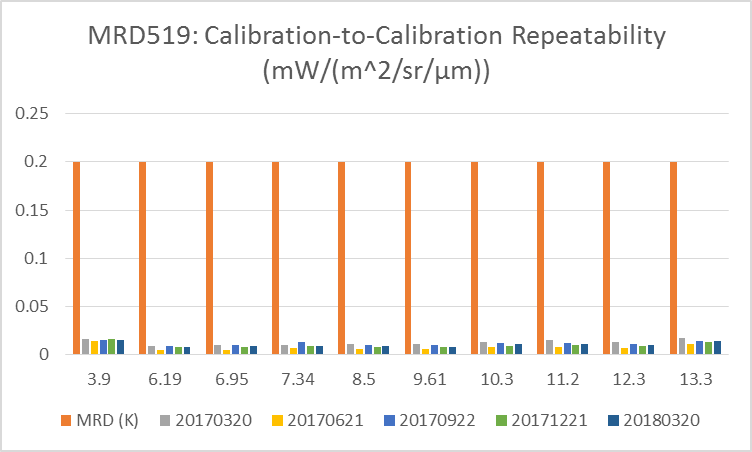 MRD519: Calibration-to-Calibration Repeatability
(mW/(m^2/sr/µm))
0.25
0.2
0.15
0.1
0.05
0
3.9 6.19 6.95 7.34 8.5 9.61 10.3 11.2 12.3 13.3
MRD (K) 20170320 20170621 20170922 20171221 20180320